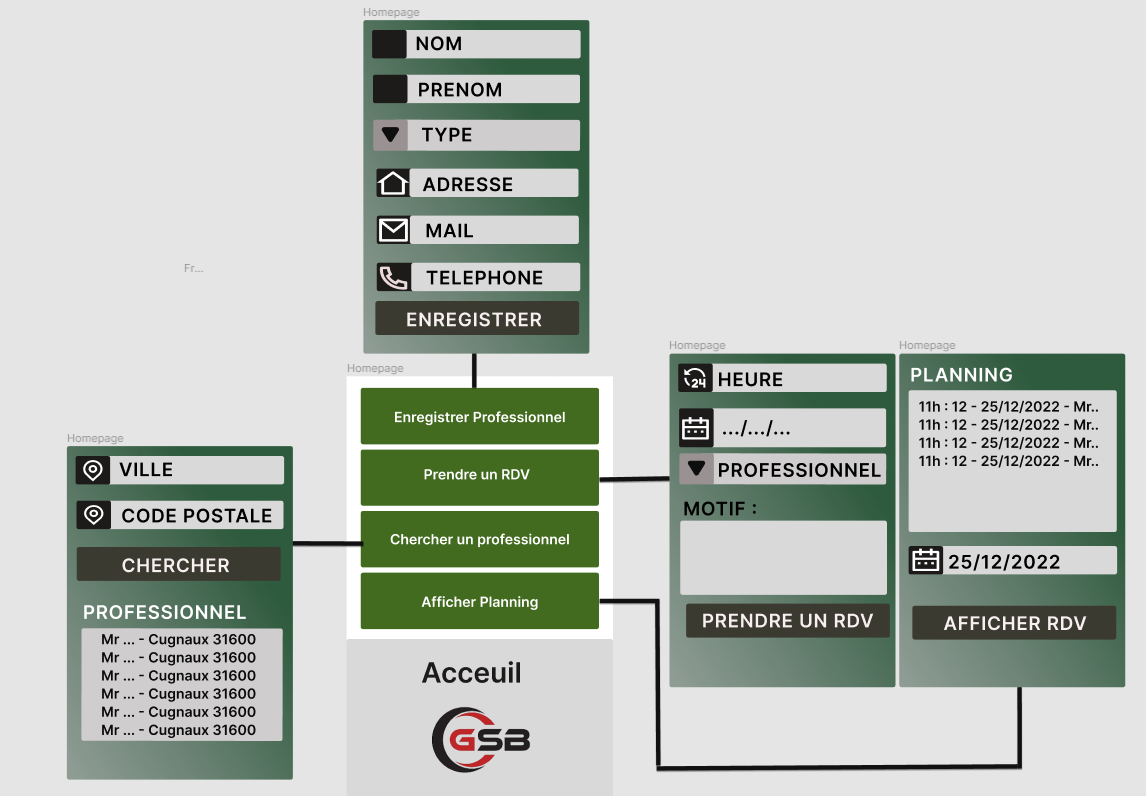 Homepage
NOM
PRENOM
TYPE
ADRESSE
MAIL
TELEPHONE
ENREGISTRER
Fr...
Homepage
Enregistrer Professionnel
Prendre un RDV
Chercher un professionnel
Afficher Planning
Acceuil
GSB
Homepage
VILLE
CODE POSTALE
CHERCHER
PROFESSIONNEL
Mr ... - Cugnaux 31600
Mr ... - Cugnaux 31600
Mr ... - Cugnaux 31600
Mr ... - Cugnaux 31600
Mr ... - Cugnaux 31600
Mr ... - Cugnaux 31600
Homepage
24
HEURE
.../.../...
PROFESSIONNEL
MOTIF :
PRENDRE UN RDV
Homepage
PLANNING
11h : 12 - 25/12/2022 - Mr..
11h : 12 - 25/12/2022 - Mr..
11h : 12 - 25/12/2022 - Mr..
11h : 12 - 25/12/2022 - Mr..
25/12/2022
AFFICHER RDV